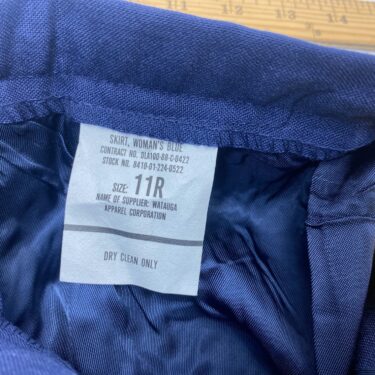 12 13 14
SKIRT, WOMAN'S BLUE
CONTRACT NO. DLA100-88-C-0422
STOCK NO. 8410-01-224-0522
SIZE: 11R
NAME OF SUPPLIER: WATAUGA
APPAREL CORPORATION
DRY CLEAN ONLY